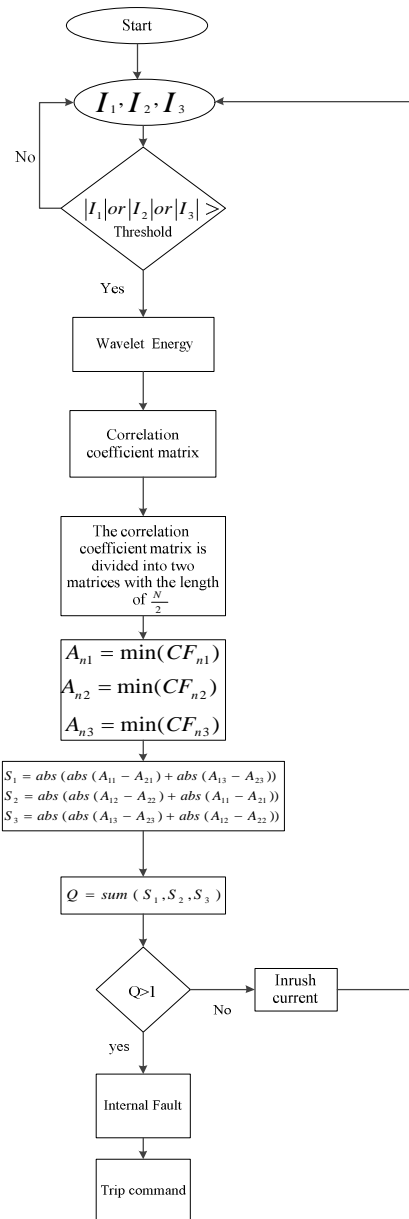 Start
I₁, I₂, I₃
No
|I₁| or |I₂| or |I₃| >
Threshold
Yes
Wavelet Energy
Correlation
coefficient matrix
The correlation
coefficient matrix is
divided into two
matrices with the length
of N/2
Aₙ₁ = min(CFₙ₁)
Aₙ₂ = min(CFₙ₂)
Aₙ₃ = min(CFₙ₃)
S₁ = abs (abs (A₁₁ − A₂₁) + abs (A₁₃ − A₂₃))
S₂ = abs (abs (A₁₂ − A₂₂) + abs (A₁₁ − A₂₁))
S₃ = abs (abs (A₁₃ − A₂₃) + abs (A₁₂ − A₂₂))
Q = sum ( S₁, S₂, S₃ )
Q>1
No
Inrush
current
yes
Internal Fault
Trip command